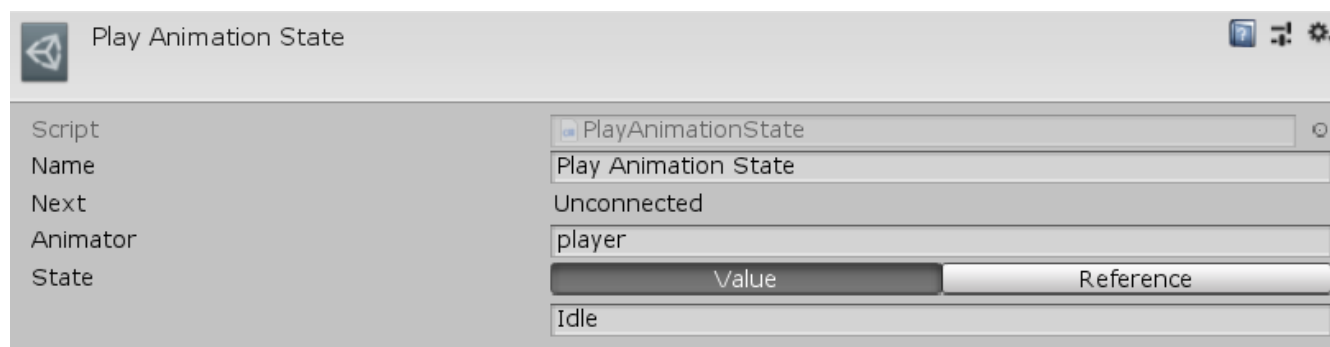 Play Animation State
Script PlayAnimationState
Name Play Animation State
Next Unconnected
Animator player
State Value Reference
Idle